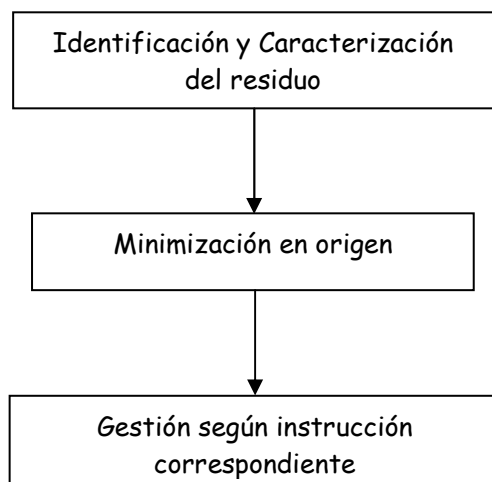 Identificación y Caracterización
del residuo
Minimización en origen
Gestión según instrucción
correspondiente